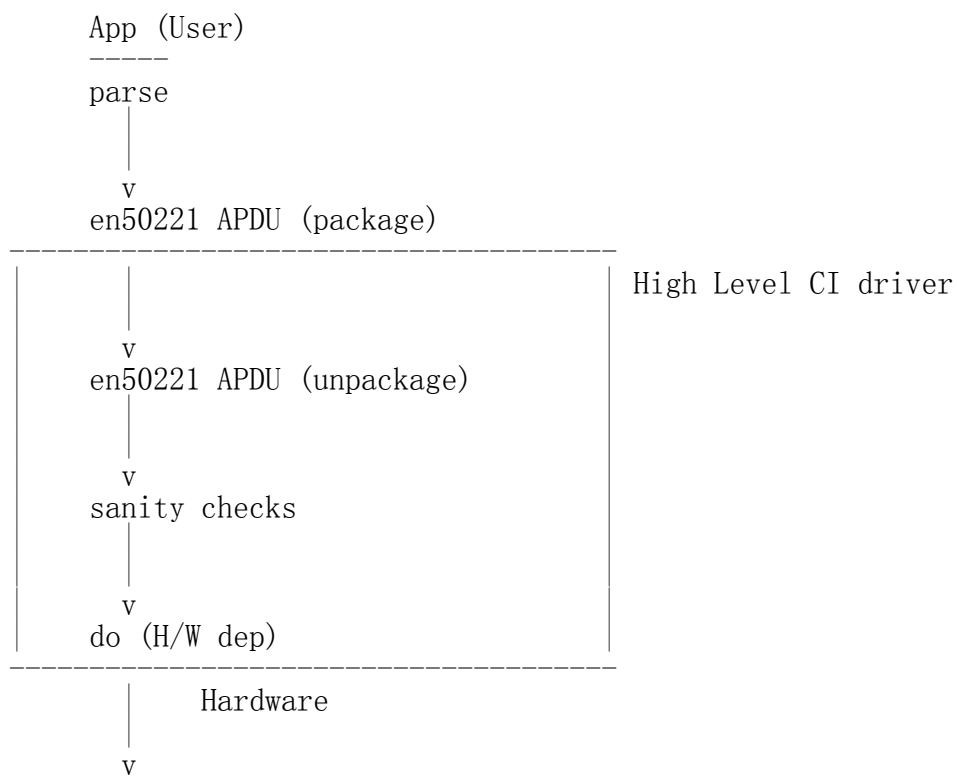 App (User)
-----
parse
|
|
v
en50221 APDU (package)
--------------------------------------
| | | High Level CI driver
| | |
| v |
| en50221 APDU (unpackage) |
| | |
| | |
| v |
| sanity checks |
| | |
| | |
| v |
| do (H/W dep) |
--------------------------------------
| Hardware
|
v